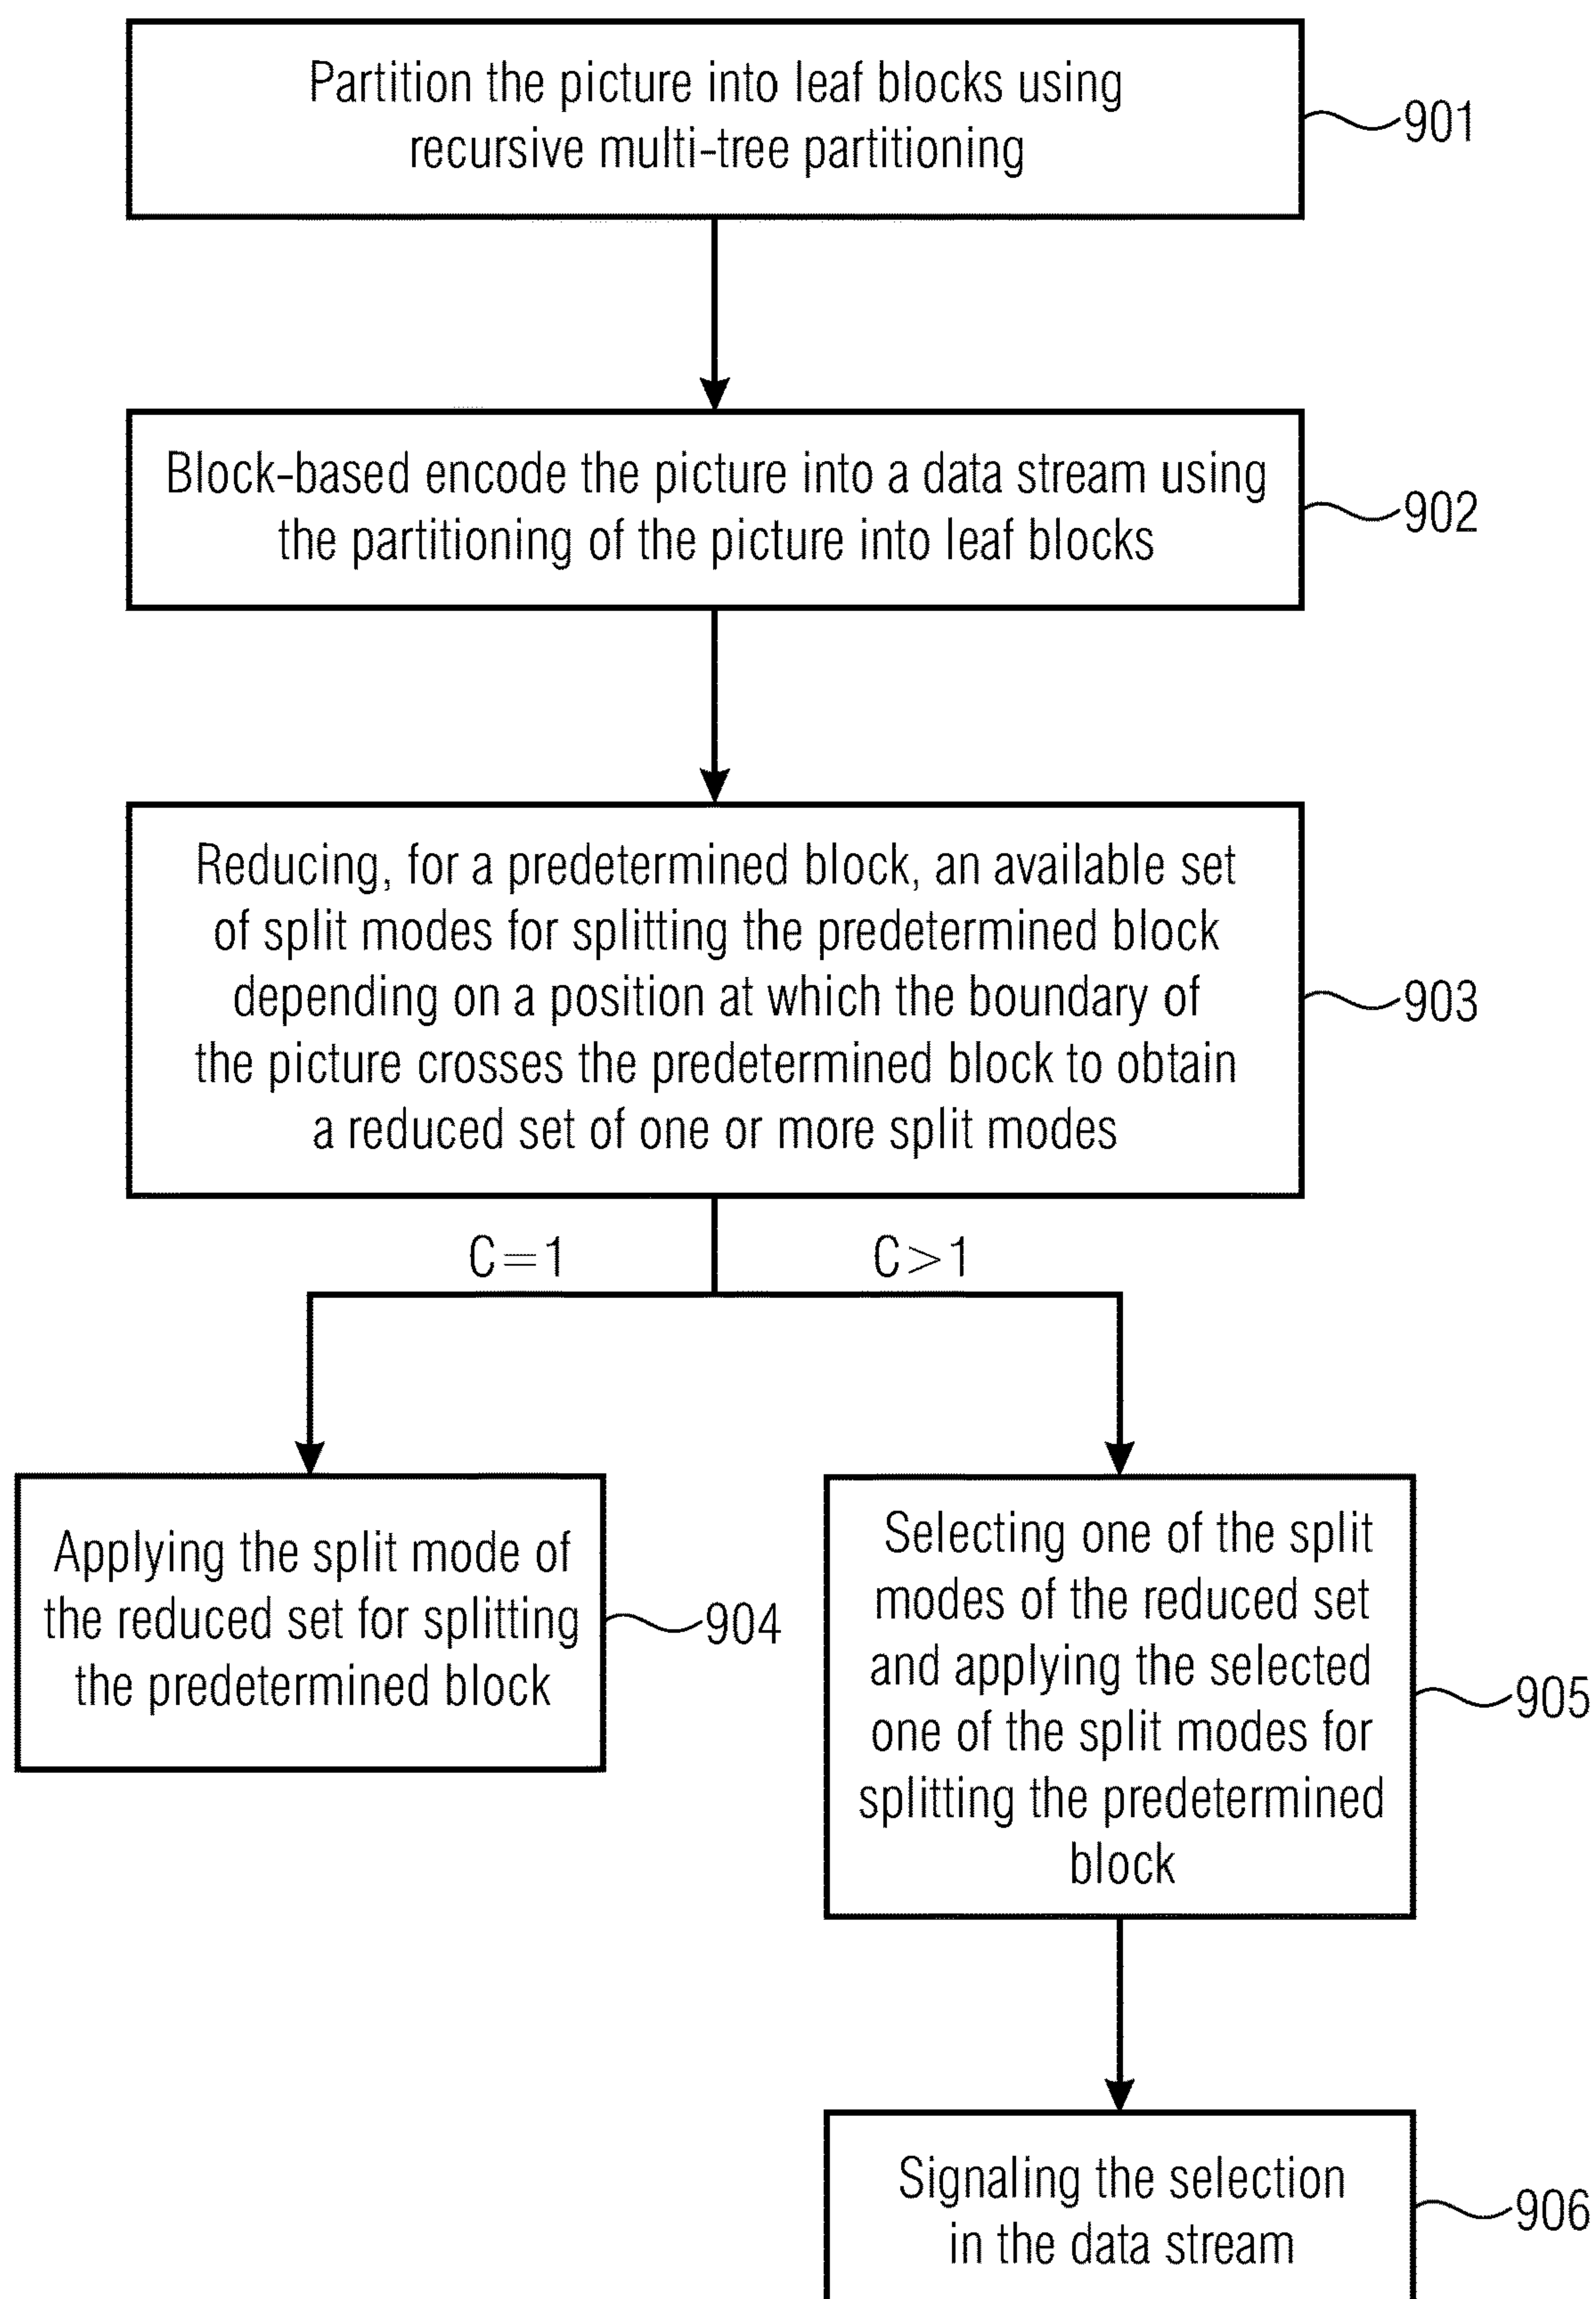 Partition the picture into leaf blocks using
recursive multi-tree partitioning
901
Block-based encode the picture into a data stream using
the partitioning of the picture into leaf blocks
902
Reducing, for a predetermined block, an available set
of split modes for splitting the predetermined block
depending on a position at which the boundary of
the picture crosses the predetermined block to obtain
a reduced set of one or more split modes
903
C=1
C>1
Applying the split mode of
the reduced set for splitting
the predetermined block
904
Selecting one of the split
modes of the reduced set
and applying the selected
one of the split modes for
splitting the predetermined
block
905
Signaling the selection
in the data stream
906